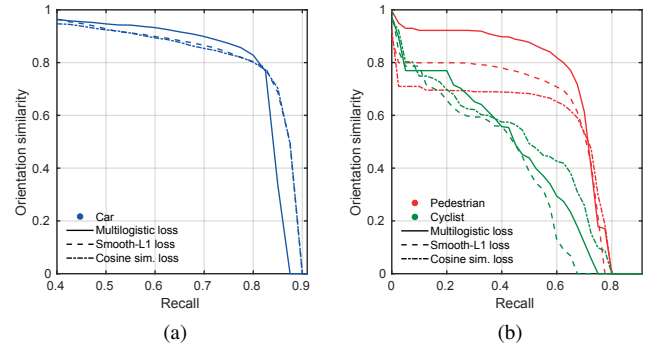 1
0.8
0.6
0.4
0.2
0
Orientation similarity
Car
Multilogistic loss
Smooth-L1 loss
Cosine sim. loss
0.4 0.5 0.6 0.7 0.8 0.9
Recall
(a)
1
0.8
0.6
0.4
0.2
0
Orientation similarity
Pedestrian
Cyclist
Multilogistic loss
Smooth-L1 loss
Cosine sim. loss
0 0.2 0.4 0.6 0.8
Recall
(b)